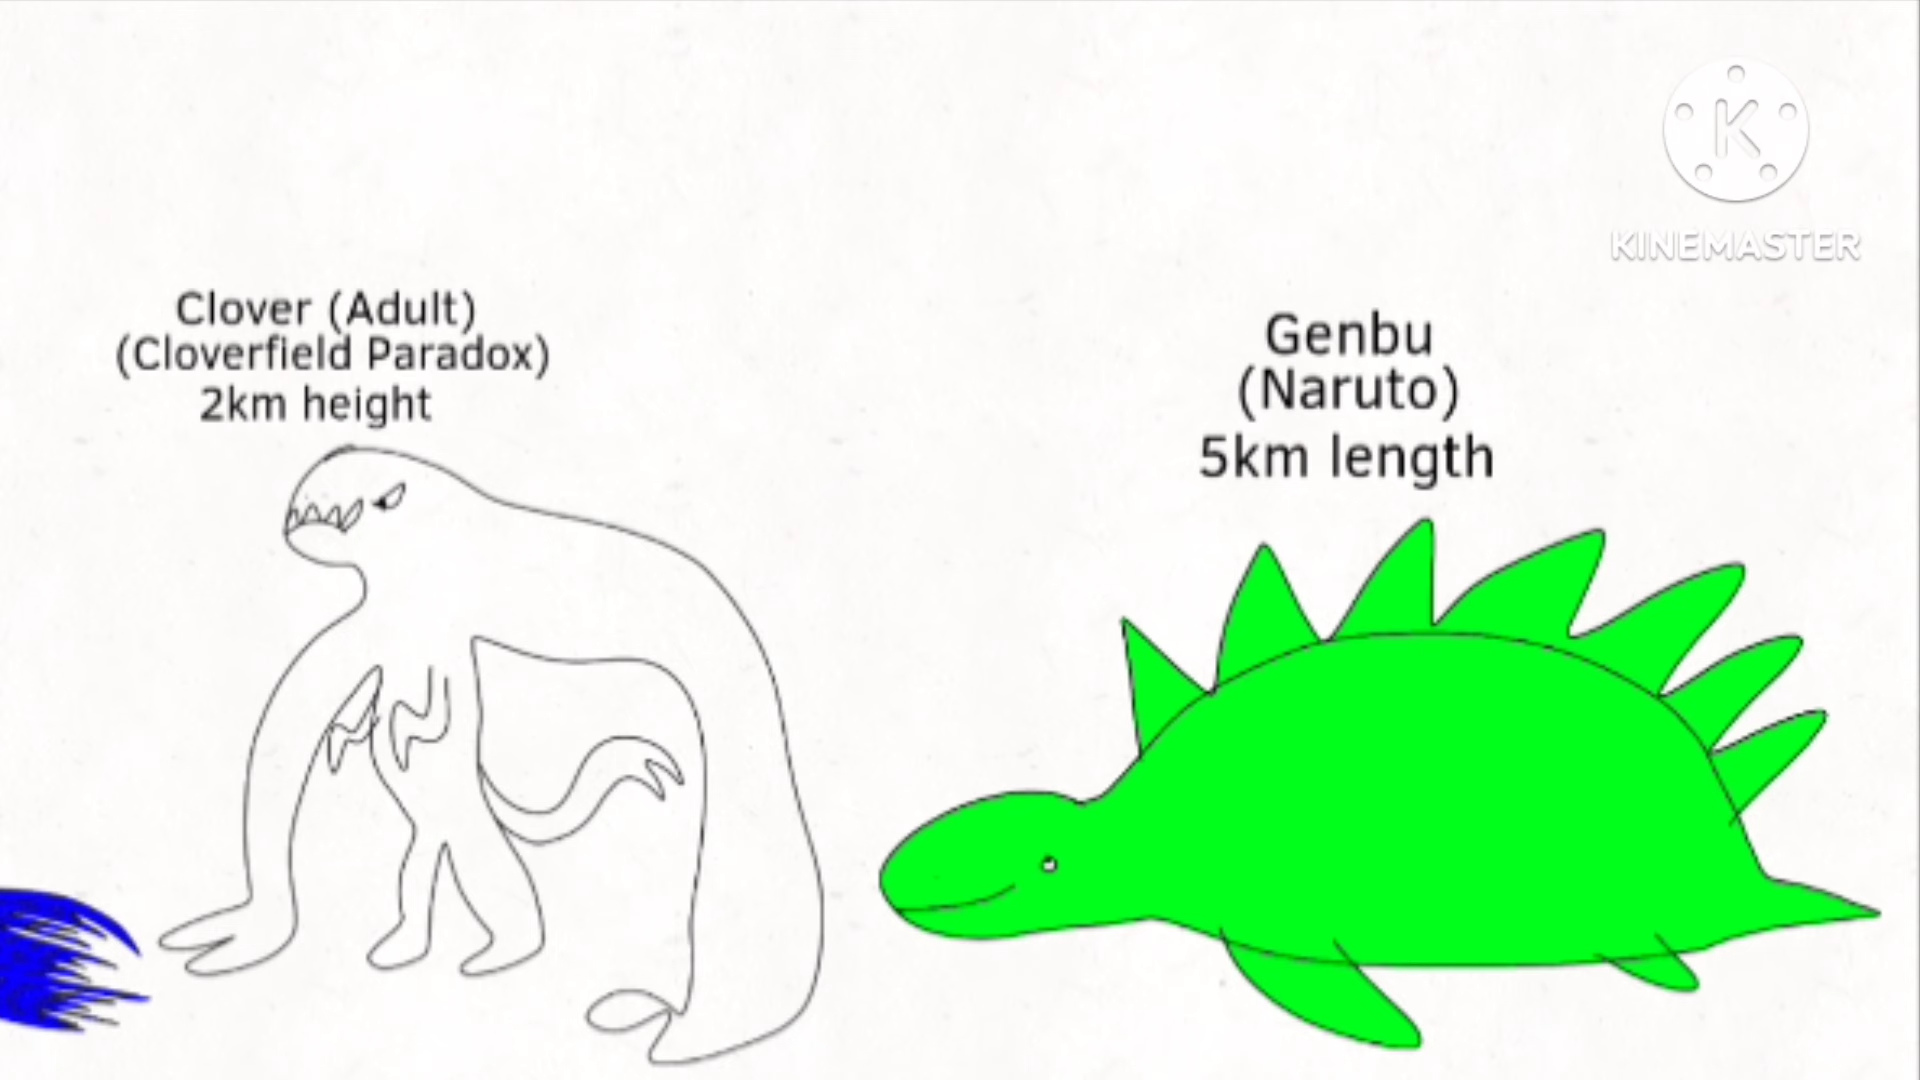 K
KINEMASTER
Clover (Adult)
(Cloverfield Paradox)
2km height
Genbu
(Naruto)
5km length